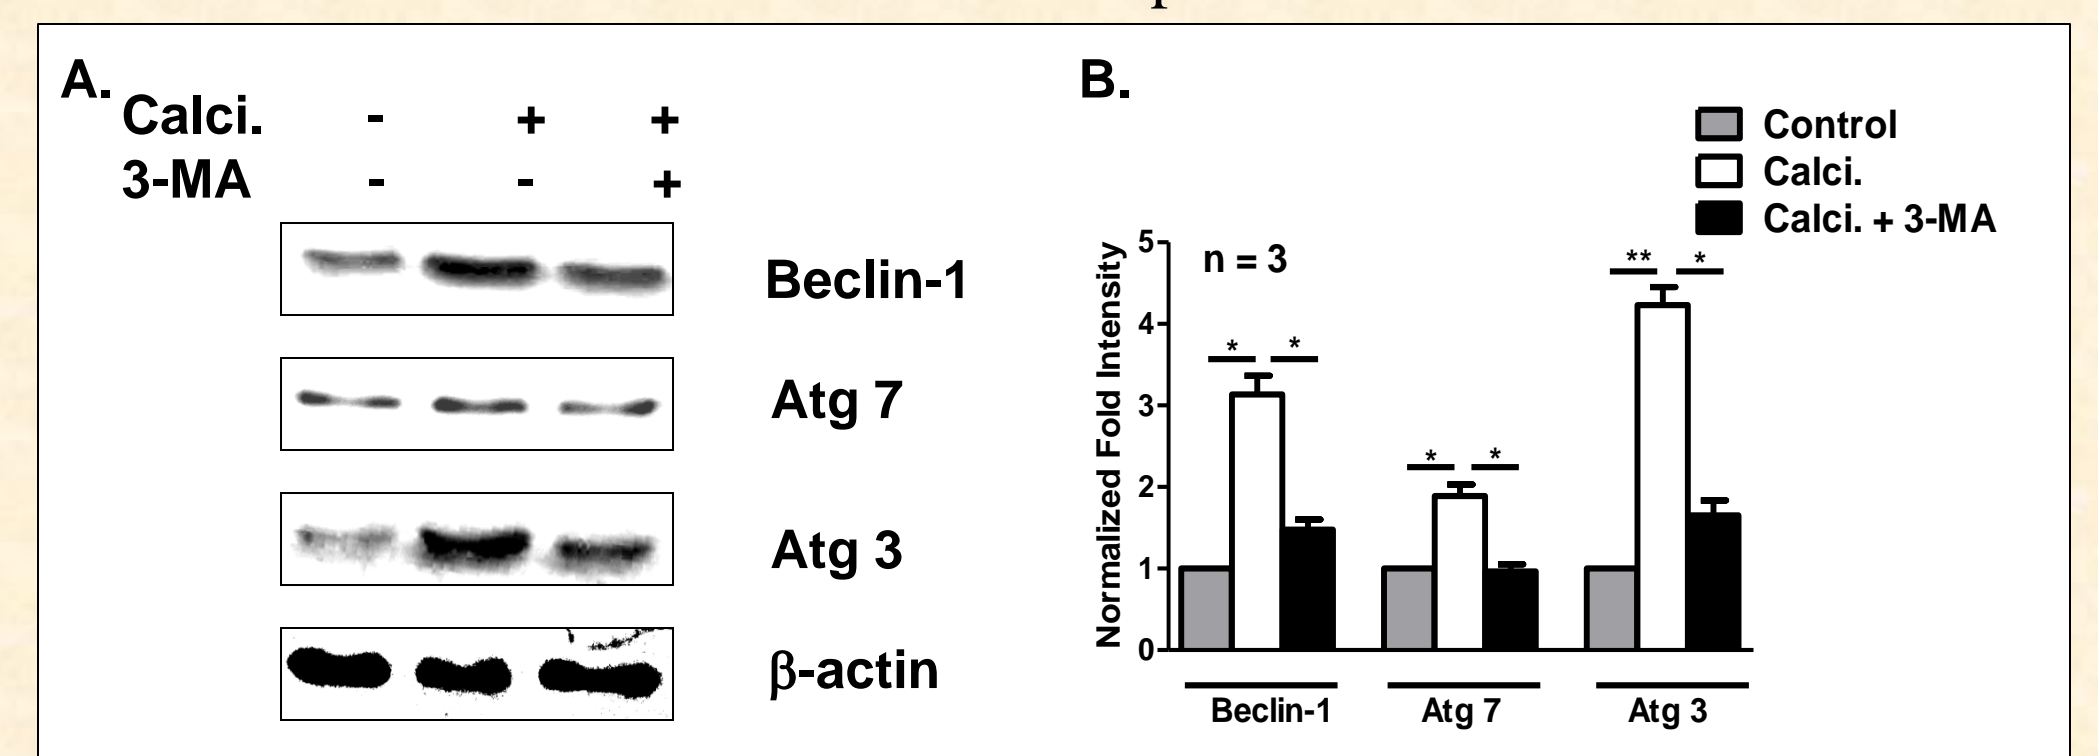 A.
Calci. - + +
3-MA - - +
Beclin-1
Atg 7
Atg 3
β-actin
B.
Control
Calci.
Calci. + 3-MA
Normalized Fold Intensity
5
4
3
2
1
0
n = 3
* *
* *
** *
Beclin-1 Atg 7 Atg 3